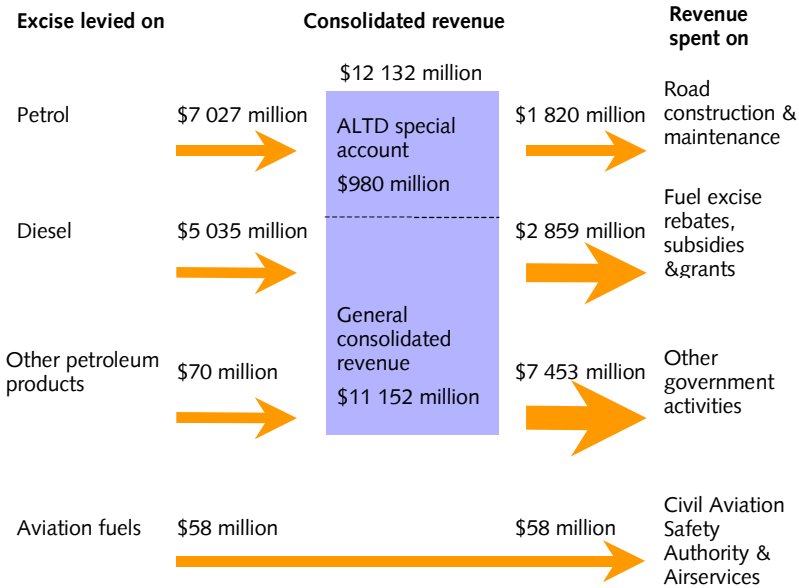 Excise levied on
Consolidated revenue
Revenue
spent on
$12 132 million
Petrol
$7 027 million
ALTD special
account
$980 million
$1 820 million
Road
construction &
maintenance
Diesel
$5 035 million
$2 859 million
Fuel excise
rebates,
subsidies
&grants
General
consolidated
revenue
$11 152 million
Other petroleum
products
$70 million
$7 453 million
Other
government
activities
Aviation fuels
$58 million
$58 million
Civil Aviation
Safety
Authority &
Airservices